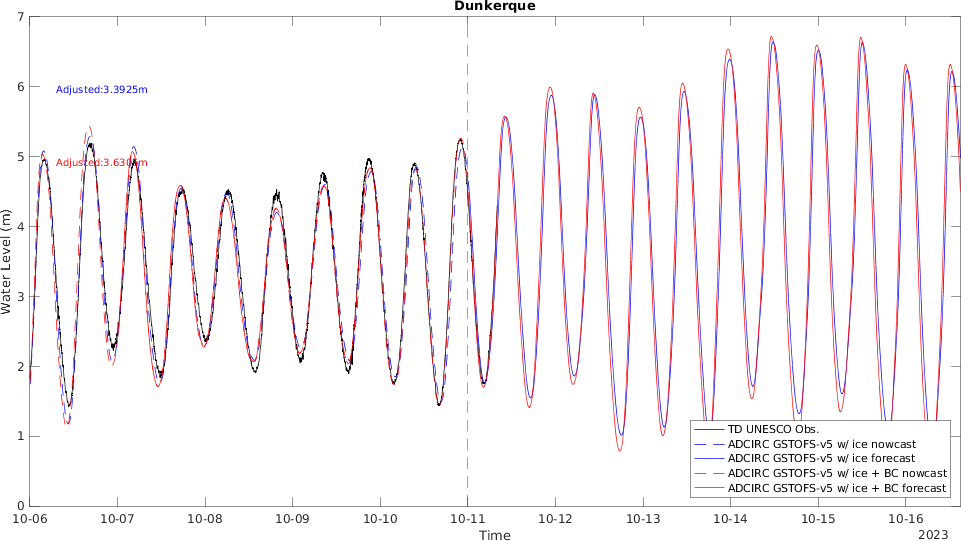 Dunkerque
7
6
5
4
3
2
1
0
Water Level (m)
Adjusted:3.3925m
Adjusted:3.630 m
TD UNESCO Obs.
ADCIRC GSTOFS-v5 w/ ice nowcast
ADCIRC GSTOFS-v5 w/ ice forecast
ADCIRC GSTOFS-v5 w/ ice + BC nowcast
ADCIRC GSTOFS-v5 w/ ice + BC forecast
10-06 10-07 10-08 10-09 10-10 10-11 10-12 10-13 10-14 10-15 10-16
Time
2023